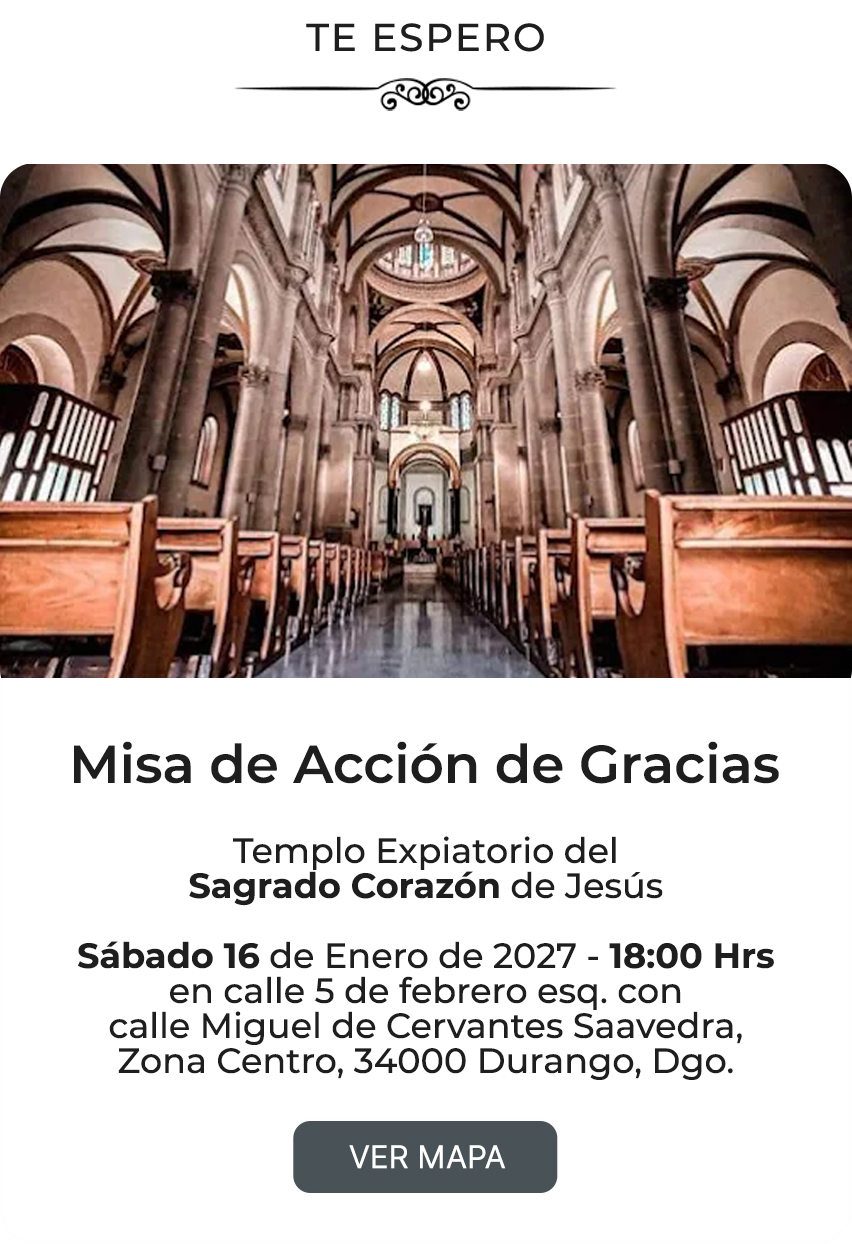 TE ESPERO
Misa de Acción de Gracias
Templo Expiatorio del
Sagrado Corazón de Jesús
Sábado 16 de Enero de 2027 - 18:00 Hrs
en calle 5 de febrero esq. con
calle Miguel de Cervantes Saavedra,
Zona Centro, 34000 Durango, Dgo.
VER MAPA